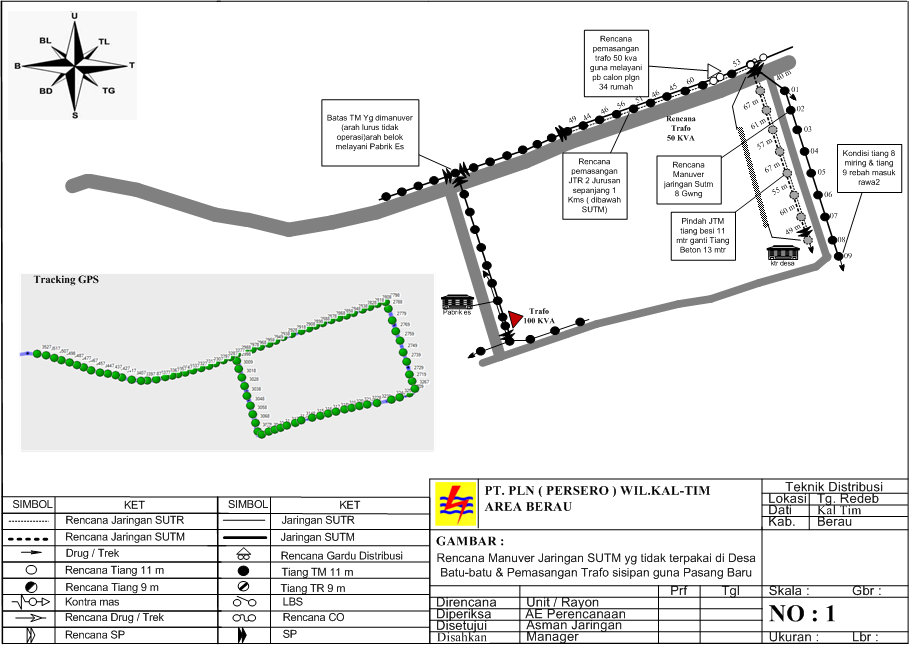 U
BL
TL
B
T
BD
TG
S
Rencana
pemasangan
trafo 50 kva
guna melayani
pb calon plgn
34 rumah
Batas TM Yg dimanuver
(arah lurus tidak
operasi)arah belok
melayani Pabrik Es
49
44
46
56
51
46
45
60
53
40 m
Rencana
Trafo
50 KVA
Rencana
pemasangan
JTR 2 Jurusan
sepanjang 1
Kms ( dibawah
SUTM)
Rencana
Manuver
jaringan Sutm
8 Gwng
Pindah JTM
tiang besi 11
mtr ganti Tiang
Beton 13 mtr
Kondisi tiang 8
miring & tiang
9 rebah masuk
rawa2
67 m
61 m
57 m
67 m
55 m
60 m
49 m
01
02
03
04
05
06
07
08
09
ktr desa
Pabrik es
Trafo
100 KVA
Tracking GPS
SIMBOL KET SIMBOL KET
Rencana Jaringan SUTR Jaringan SUTR
Rencana Jaringan SUTM Jaringan SUTM
Drug / Trek Rencana Gardu Distribusi
Rencana Tiang 11 m Tiang TM 11 m
Rencana Tiang 9 m Tiang TR 9 m
Kontra mas LBS
Rencana Drug / Trek Rencana CO
Rencana SP SP
PT. PLN ( PERSERO ) WIL.KAL-TIM
AREA BERAU
Teknik Distribusi
Lokasi Tg. Redeb
Dati Kal Tim
Kab. Berau
GAMBAR :
Rencana Manuver Jaringan SUTM yg tidak terpakai di Desa
Batu-batu & Pemasangan Trafo sisipan guna Pasang Baru
Prf Tgl
Direncana Unit / Rayon
Diperiksa AE Perencanaan
Disetujui Asman Jaringan
Disahkan Manager
Skala : Gbr :
NO : 1
Ukuran : Lbr :